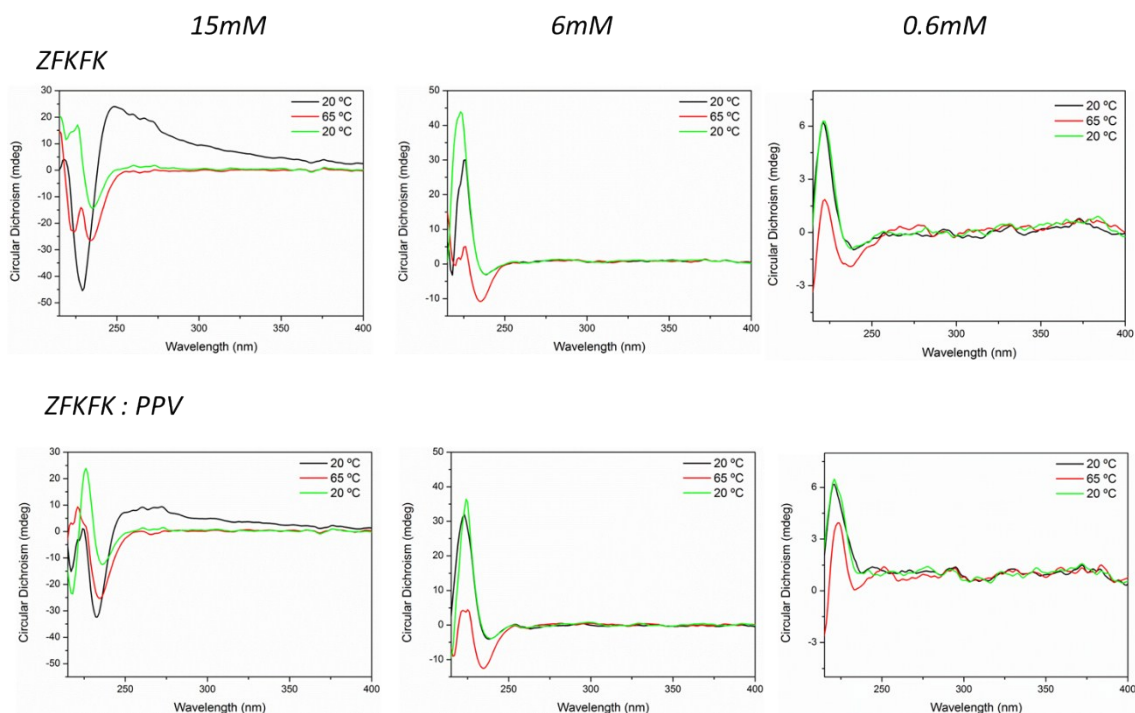 15mM 6mM 0.6mM
ZFKFK
Circular Dichroism (mdeg)
30
20
10
0
-10
-20
-30
-40
-50
20 ºC
65 ºC
20 ºC
250 300 350 400
Wavelength (nm)
Circular Dichroism (mdeg)
50
40
30
20
10
0
-10
20 ºC
65 ºC
20 ºC
250 300 350 400
Wavelength (nm)
Circular Dichroism (mdeg)
6
3
0
-3
20 ºC
65 ºC
20 ºC
250 300 350 400
Wavelength (nm)
ZFKFK : PPV
Circular Dichroism (mdeg)
30
20
10
0
-10
-20
-30
-40
-50
20 ºC
65 ºC
20 ºC
250 300 350 400
Wavelength (nm)
Circular Dichroism (mdeg)
50
40
30
20
10
0
-10
20 ºC
65 ºC
20 ºC
250 300 350 400
Wavelength (nm)
Circular Dichroism (mdeg)
6
3
0
-3
20 ºC
65 ºC
20 ºC
250 300 350 400
Wavelength (nm)